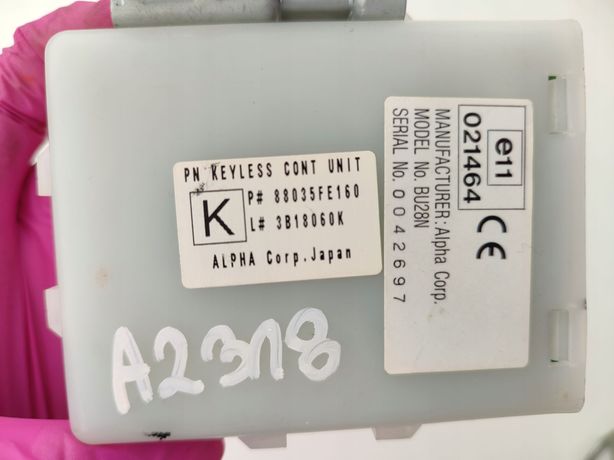 PN KEYLESS CONT UNIT
K
P# 88035FE160
L# 3B18060K
ALPHA Corp.Japan
e11
021464
CE
MANUFACTURER: Alpha Corp.
MODEL No. BU28N
SERIAL No. 0042697
A23118